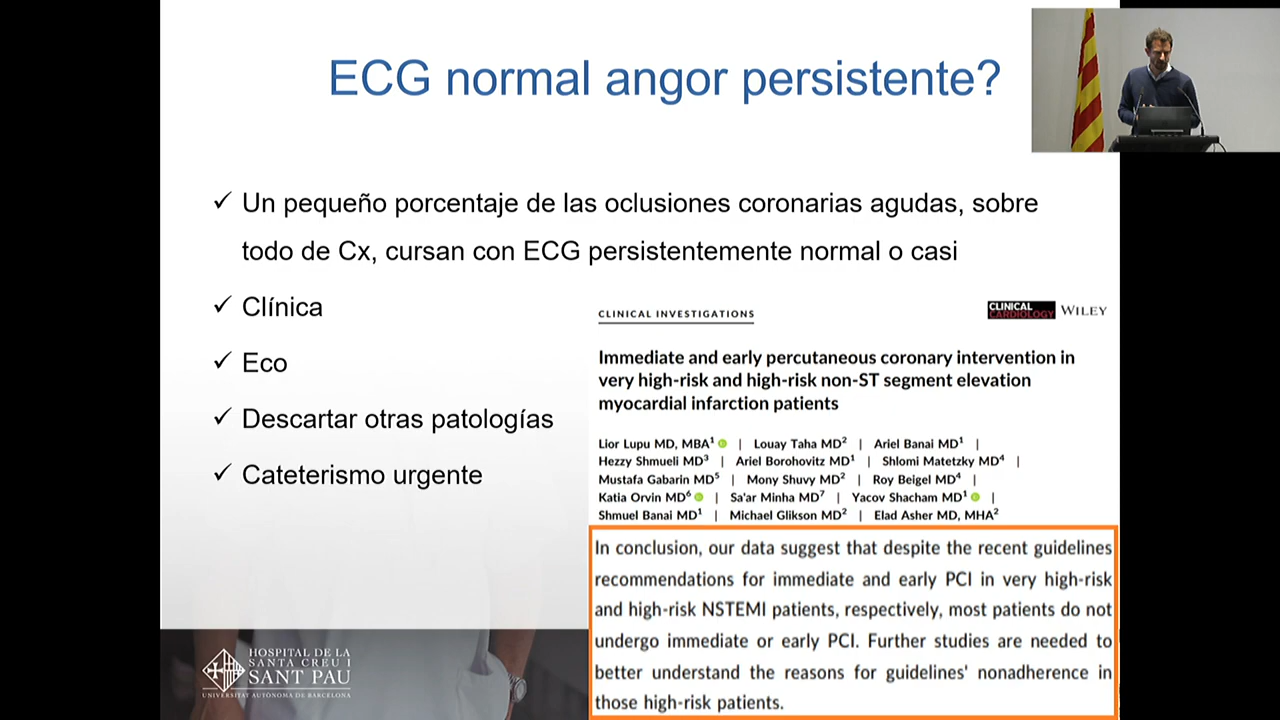 ECG normal angor persistente?
✓ Un pequeño porcentaje de las oclusiones coronarias agudas, sobre
todo de Cx, cursan con ECG persistentemente normal o casi
✓ Clínica
✓ Eco
✓ Descartar otras patologías
✓ Cateterismo urgente
CLINICAL INVESTIGATIONS
CLINICAL
CARDIOLOGY
WILEY
Immediate and early percutaneous coronary intervention in
very high-risk and high-risk non-ST segment elevation
myocardial infarction patients
Lior Lupu MD, MBA¹ | Louay Taha MD² | Ariel Banai MD¹ |
Hezzy Shmueli MD³ | Ariel Borohovitz MD¹ | Shlomi Matetzky MD⁴ |
Mustafa Gabarin MD⁵ | Mony Shuvy MD² | Roy Beigel MD⁴ |
Katia Orvin MD⁶ | Sa'ar Minha MD⁷ | Yacov Shacham MD¹ |
Shmuel Banai MD¹ | Michael Glikson MD² | Elad Asher MD, MHA²
In conclusion, our data suggest that despite the recent guidelines
recommendations for immediate and early PCI in very high-risk
and high-risk NSTEMI patients, respectively, most patients do not
undergo immediate or early PCI. Further studies are needed to
better understand the reasons for guidelines' nonadherence in
those high-risk patients.
HOSPITAL DE LA
SANTA CREU I
SANT PAU
UNIVERSITAT AUTÒNOMA DE BARCELONA